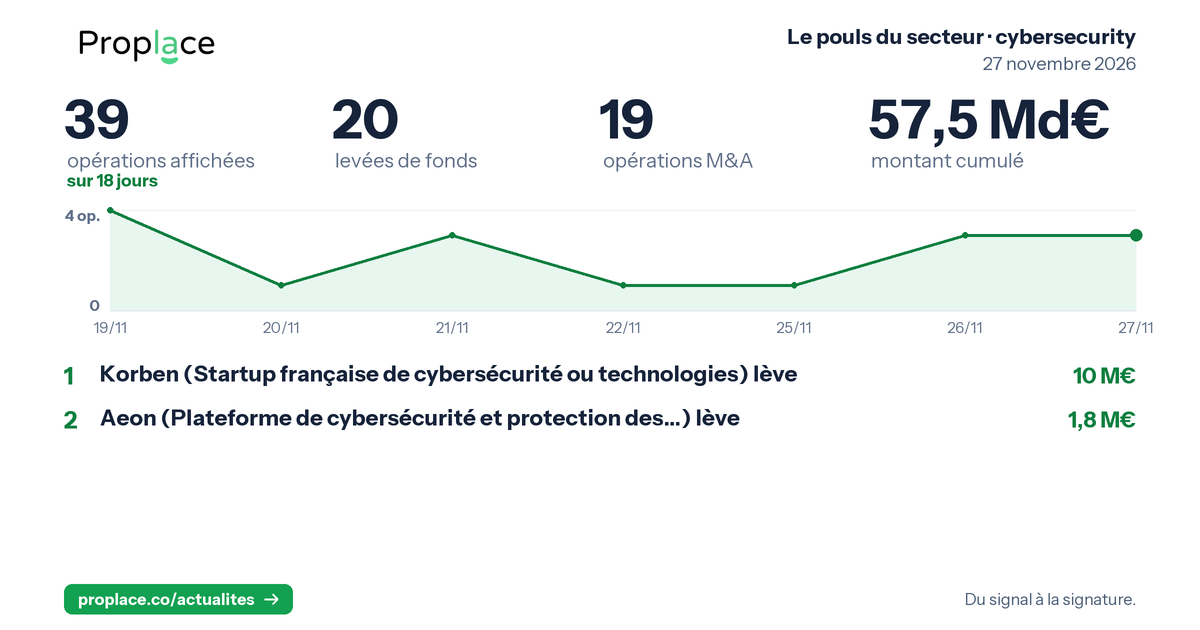 Proplace
Le pouls du secteur · cybersecurity
27 novembre 2026
39
opérations affichées
sur 18 jours
20
levées de fonds
19
opérations M&A
57,5 Md€
montant cumulé
4 op.
0
19/11
20/11
21/11
22/11
25/11
26/11
27/11
1 Korben (Startup française de cybersécurité ou technologies) lève 10 M€
2 Aeon (Plateforme de cybersécurité et protection des...) lève 1,8 M€
proplace.co/actualites →
Du signal à la signature.